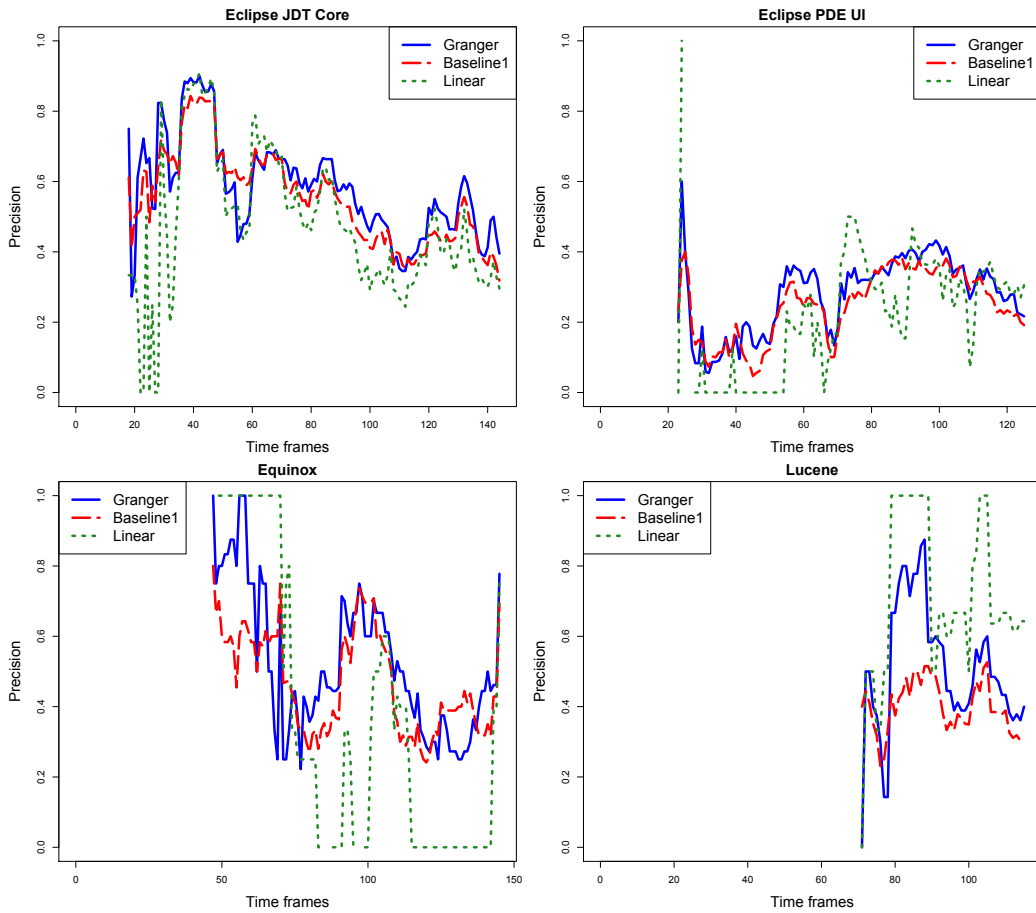 Eclipse JDT Core
Granger
Baseline1
Linear
Precision
1.0
0.8
0.6
0.4
0.2
0.0
0 20 40 60 80 100 120 140
Time frames
Eclipse PDE UI
Granger
Baseline1
Linear
Precision
1.0
0.8
0.6
0.4
0.2
0.0
0 20 40 60 80 100 120
Time frames
Equinox
Granger
Baseline1
Linear
Precision
1.0
0.8
0.6
0.4
0.2
0.0
0 50 100 150
Time frames
Lucene
Granger
Baseline1
Linear
Precision
1.0
0.8
0.6
0.4
0.2
0.0
0 20 40 60 80 100
Time frames